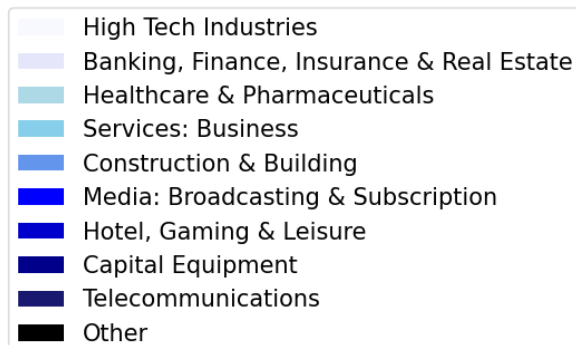 High Tech Industries
Banking, Finance, Insurance & Real Estate
Healthcare & Pharmaceuticals
Services: Business
Construction & Building
Media: Broadcasting & Subscription
Hotel, Gaming & Leisure
Capital Equipment
Telecommunications
Other